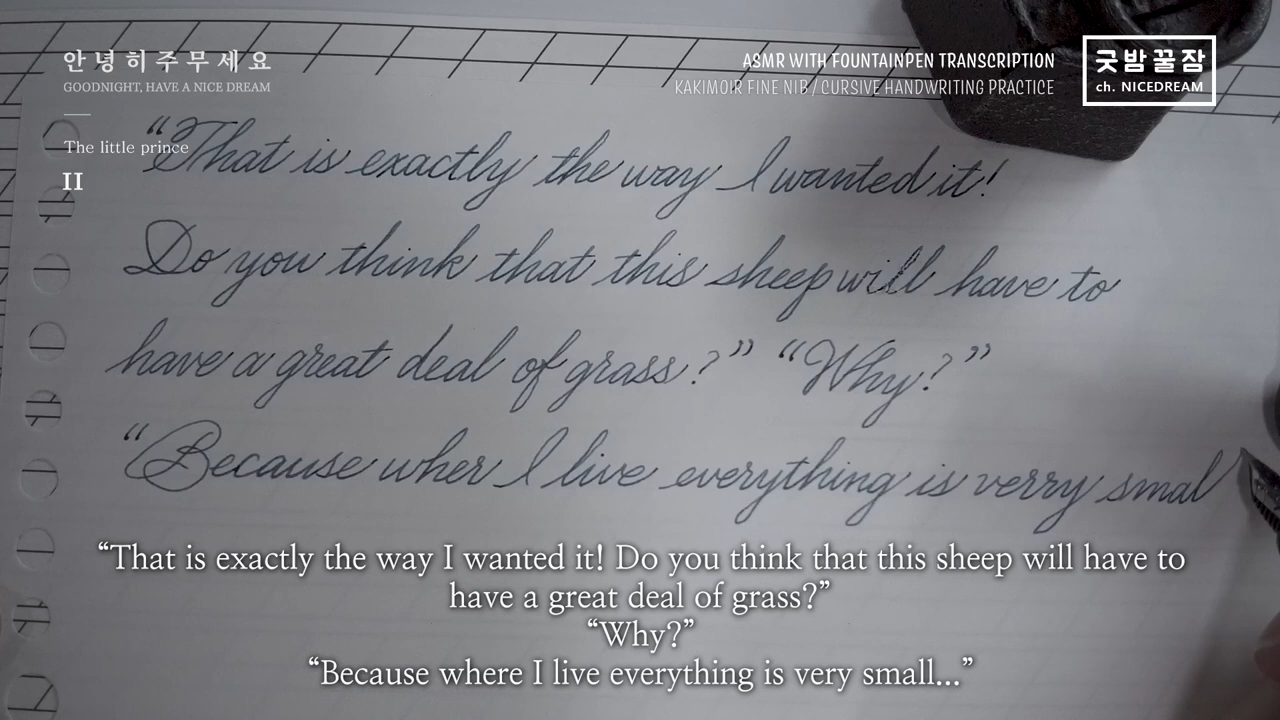 안녕히주무세요
GOODNIGHT, HAVE A NICE DREAM
ASMR WITH FOUNTAINPEN TRANSCRIPTION
KAKIMOIR FINE NIB / CURSIVE HANDWRITING PRACTICE
굿밤꿀잠
ch. NICEDREAM
The little prince
II
“That is exactly the way I wanted it!
Do you think that this sheep will have to
have a great deal of grass?” “Why?”
“Because wher I live everything is verry smal
“That is exactly the way I wanted it! Do you think that this sheep will have to
have a great deal of grass?”
“Why?”
“Because where I live everything is very small...”